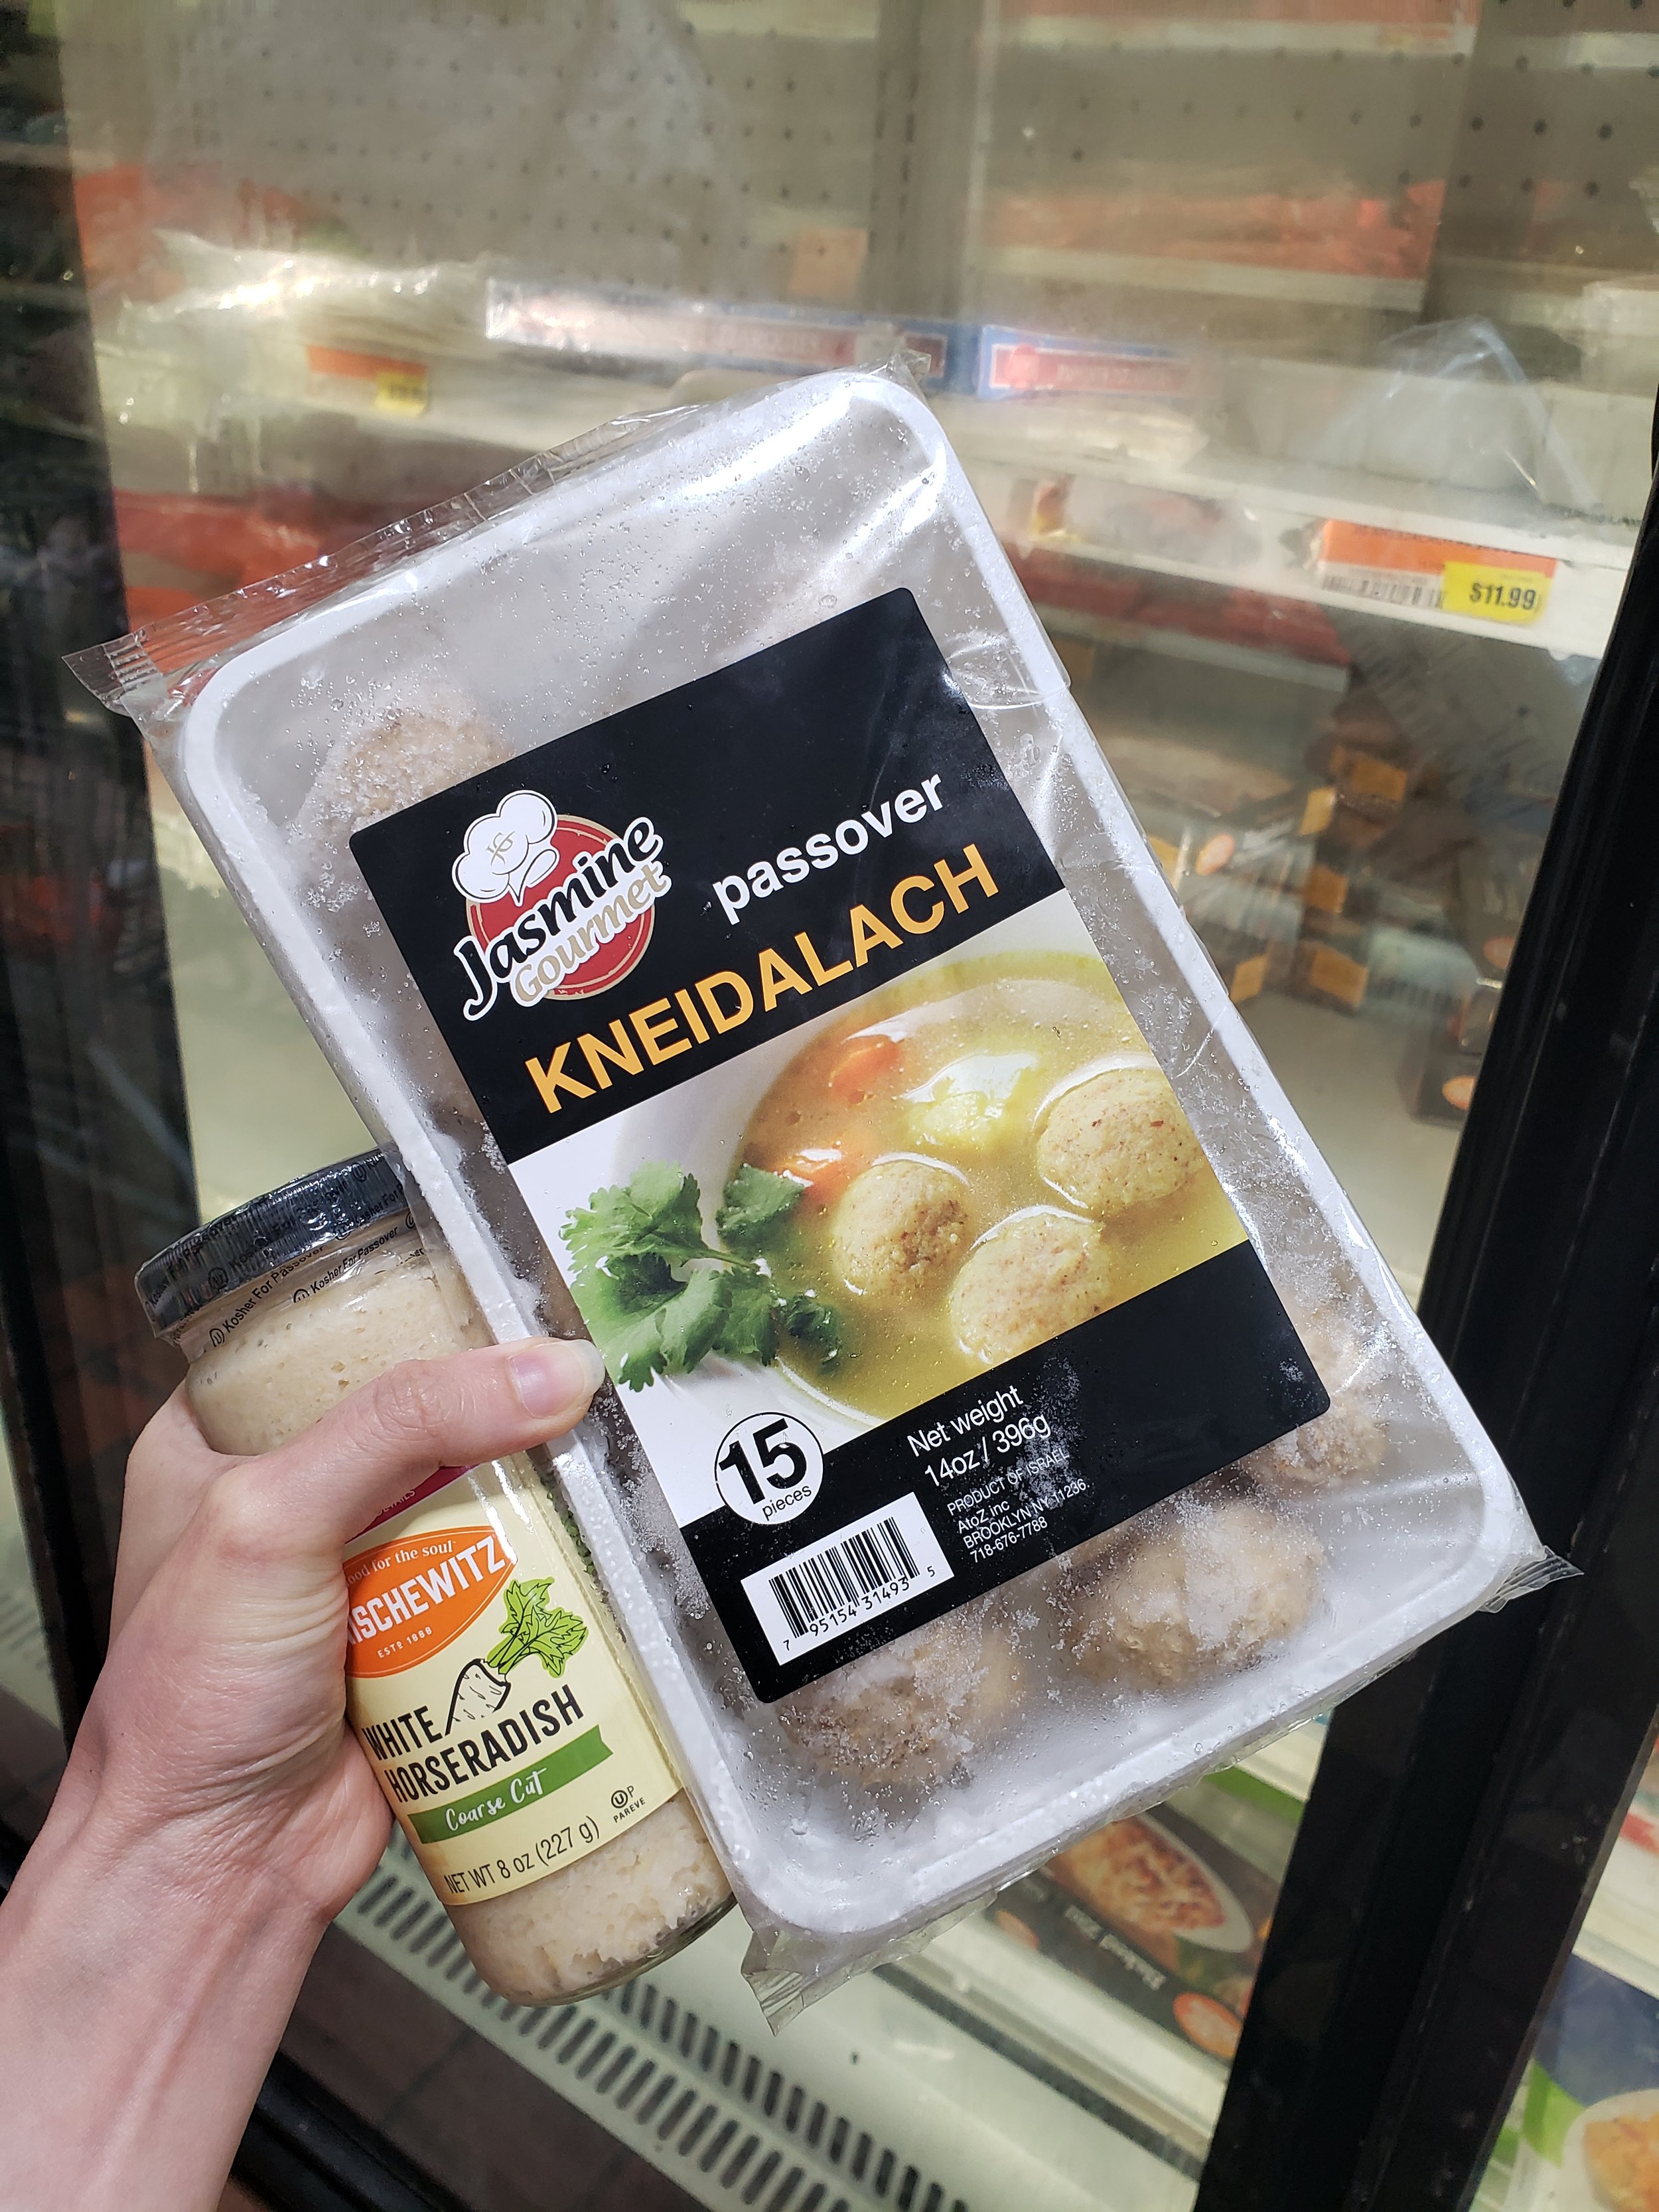 $11.99
Jasmine
Gourmet
passover
KNEIDALACH
15
pieces
Net weight
14oz / 396g
PRODUCT OF ISRAEL
AtoZ inc
BROOKLYN NY 11236
718-676-7788
7 95154 31493 5
Kosher For Passover
Kosher For Passover
food for the soul
ISCHEWITZ
ESTD 1888
WHITE
HORSERADISH
Coarse Cut
U P
PAREVE
NET WT 8 oz (227 g)